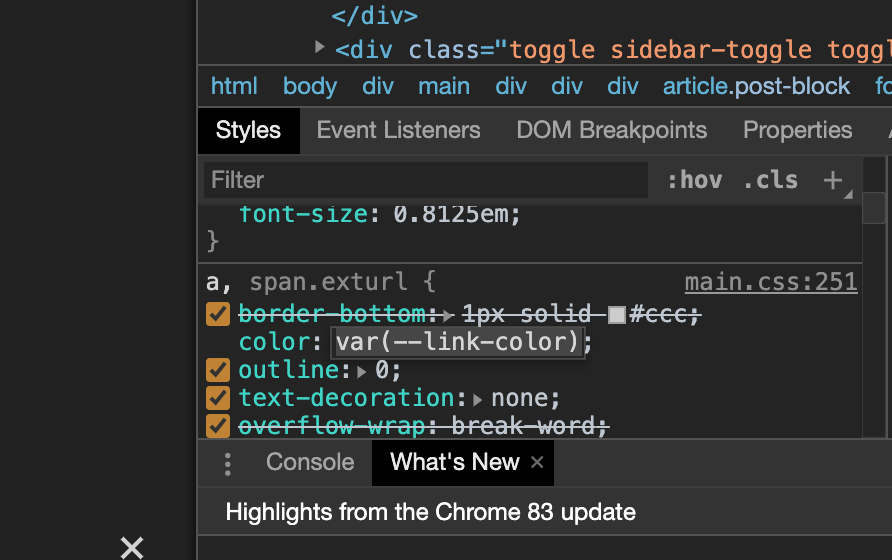 </div>
<div class="toggle sidebar-toggle toggl
html body div main div div div article.post-block fo
Styles Event Listeners DOM Breakpoints Properties
Filter :hov .cls +
font-size: 0.8125em;
}
a, span.exturl { main.css:251
border-bottom: 1px solid #ccc;
color: var(--link-color);
outline: 0;
text-decoration: none;
overflow-wrap: break-word;
Console What's New ×
Highlights from the Chrome 83 update